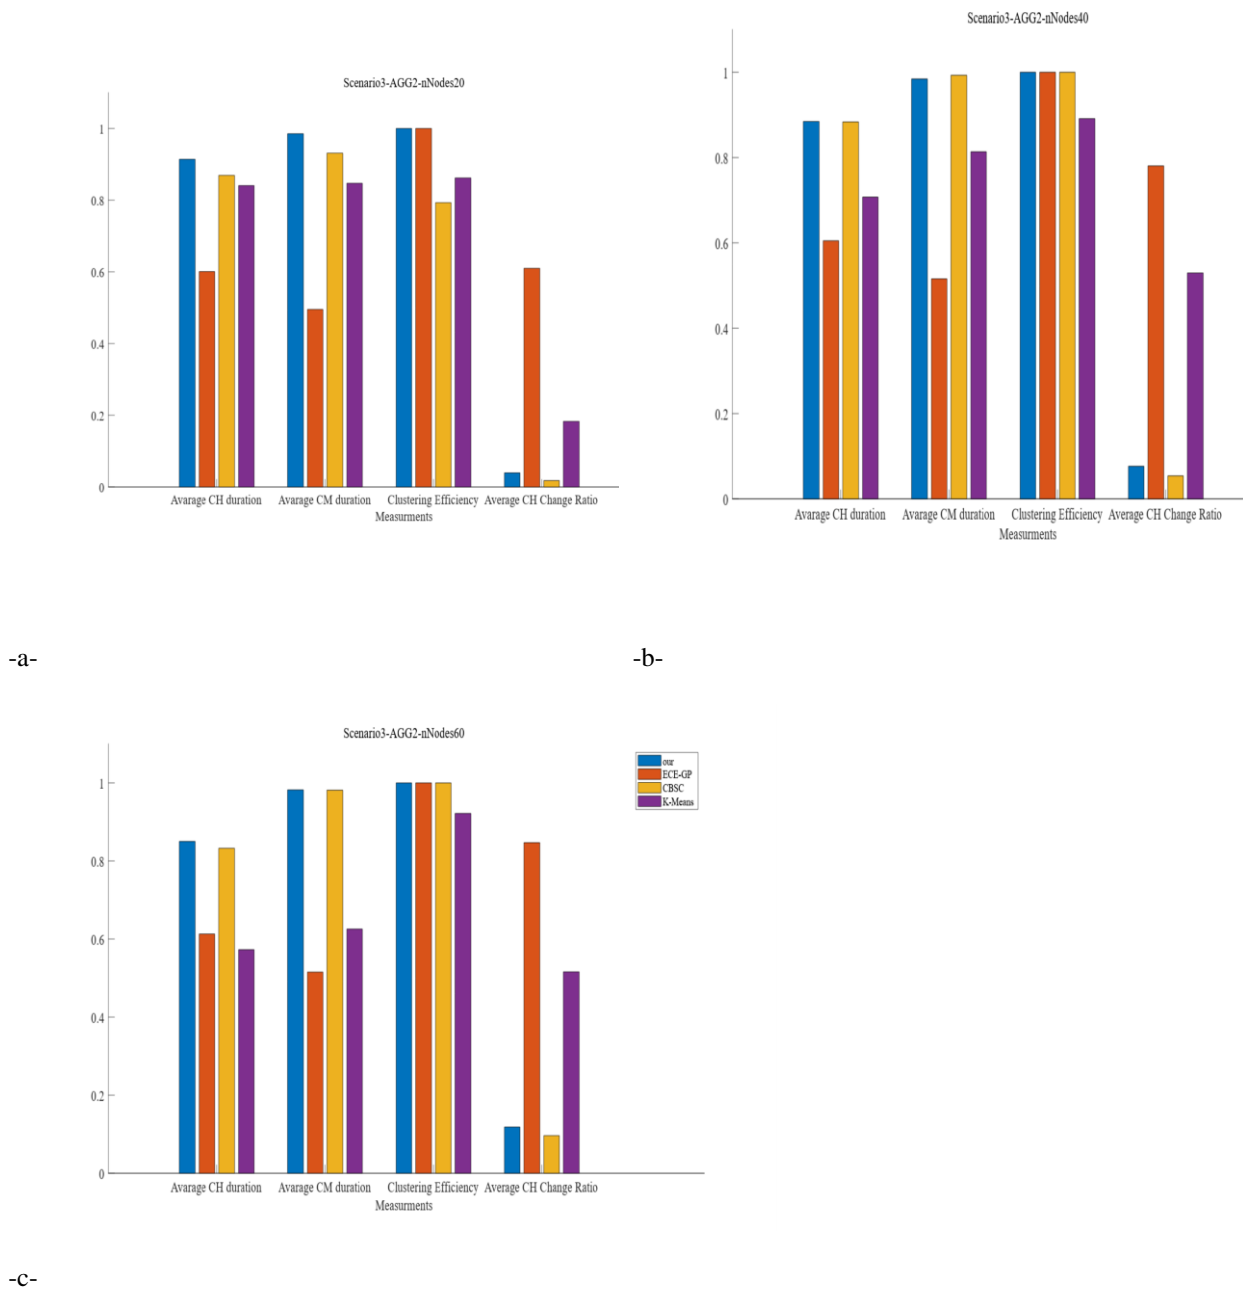 Scenario3-AGG2-nNodes20
1
0.8
0.6
0.4
0.2
0
Avarage CH duration Avarage CM duration Clustering Efficiency Average CH Change Ratio
Measurments
-a-
Scenario3-AGG2-nNodes40
1
0.8
0.6
0.4
0.2
0
Avarage CH duration Avarage CM duration Clustering Efficiency Average CH Change Ratio
Measurments
-b-
Scenario3-AGG2-nNodes60
1
0.8
0.6
0.4
0.2
0
Avarage CH duration Avarage CM duration Clustering Efficiency Average CH Change Ratio
Measurments
our
ECE-GP
CBSC
K-Means
-c-